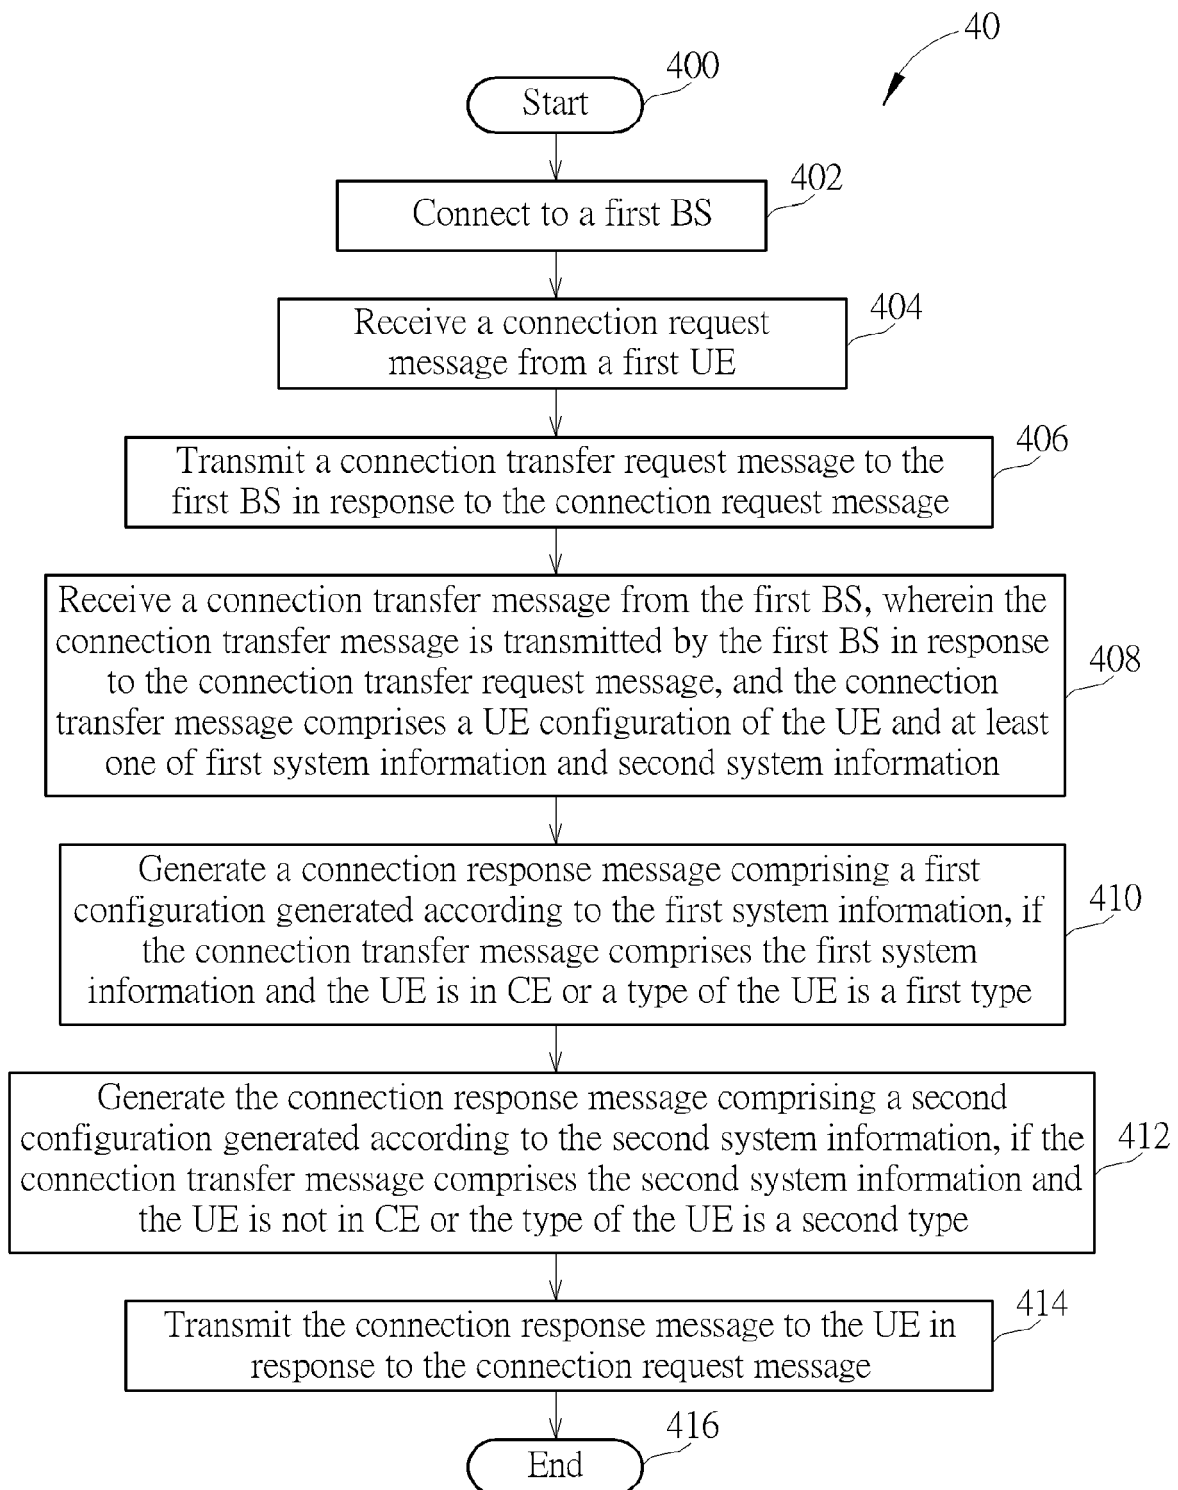 40
400
Start
402
Connect to a first BS
404
Receive a connection request
message from a first UE
406
Transmit a connection transfer request message to the
first BS in response to the connection request message
Receive a connection transfer message from the first BS, wherein the
connection transfer message is transmitted by the first BS in response
to the connection transfer request message, and the connection
transfer message comprises a UE configuration of the UE and at least
one of first system information and second system information
408
Generate a connection response message comprising a first
configuration generated according to the first system information, if
the connection transfer message comprises the first system
information and the UE is in CE or a type of the UE is a first type
410
Generate the connection response message comprising a second
configuration generated according to the second system information, if the
connection transfer message comprises the second system information and
the UE is not in CE or the type of the UE is a second type
412
Transmit the connection response message to the UE in
response to the connection request message
414
416
End